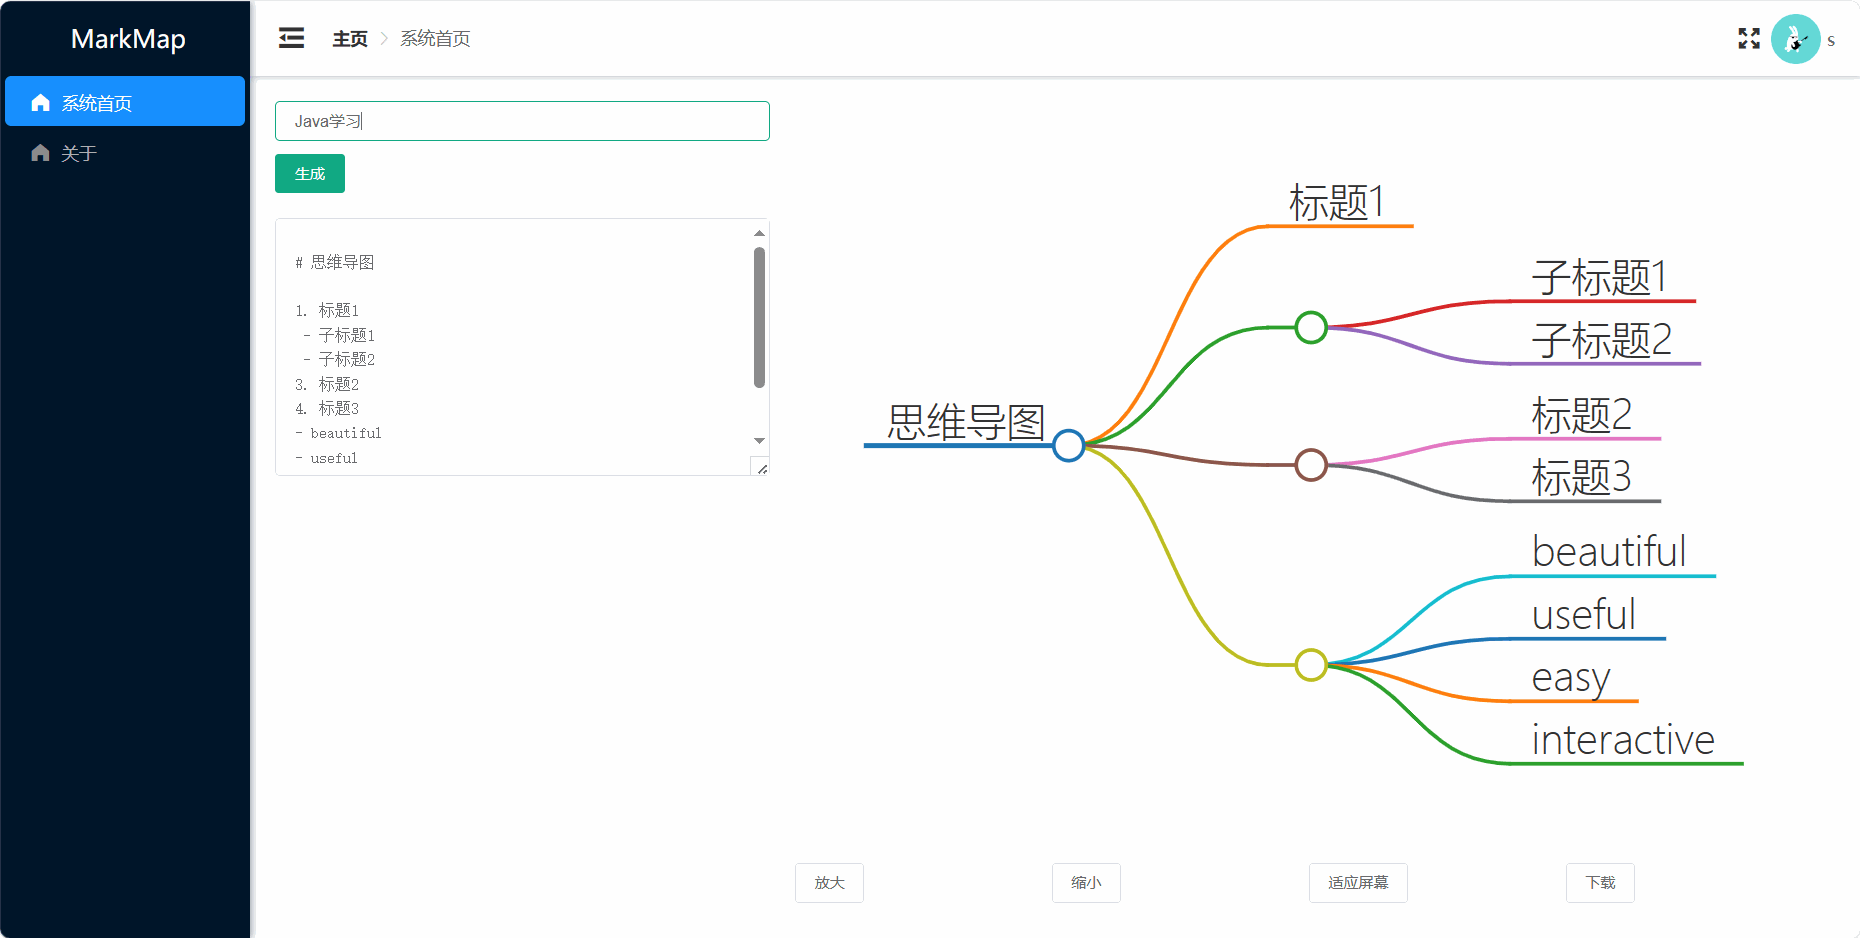 MarkMap
系统首页
关于
主页
系统首页
s
Java学习
生成
# 思维导图
1. 标题1
- 子标题1
- 子标题2
3. 标题2
4. 标题3
- beautiful
- useful
思维导图
标题1
子标题1
子标题2
标题2
标题3
beautiful
useful
easy
interactive
放大
缩小
适应屏幕
下载